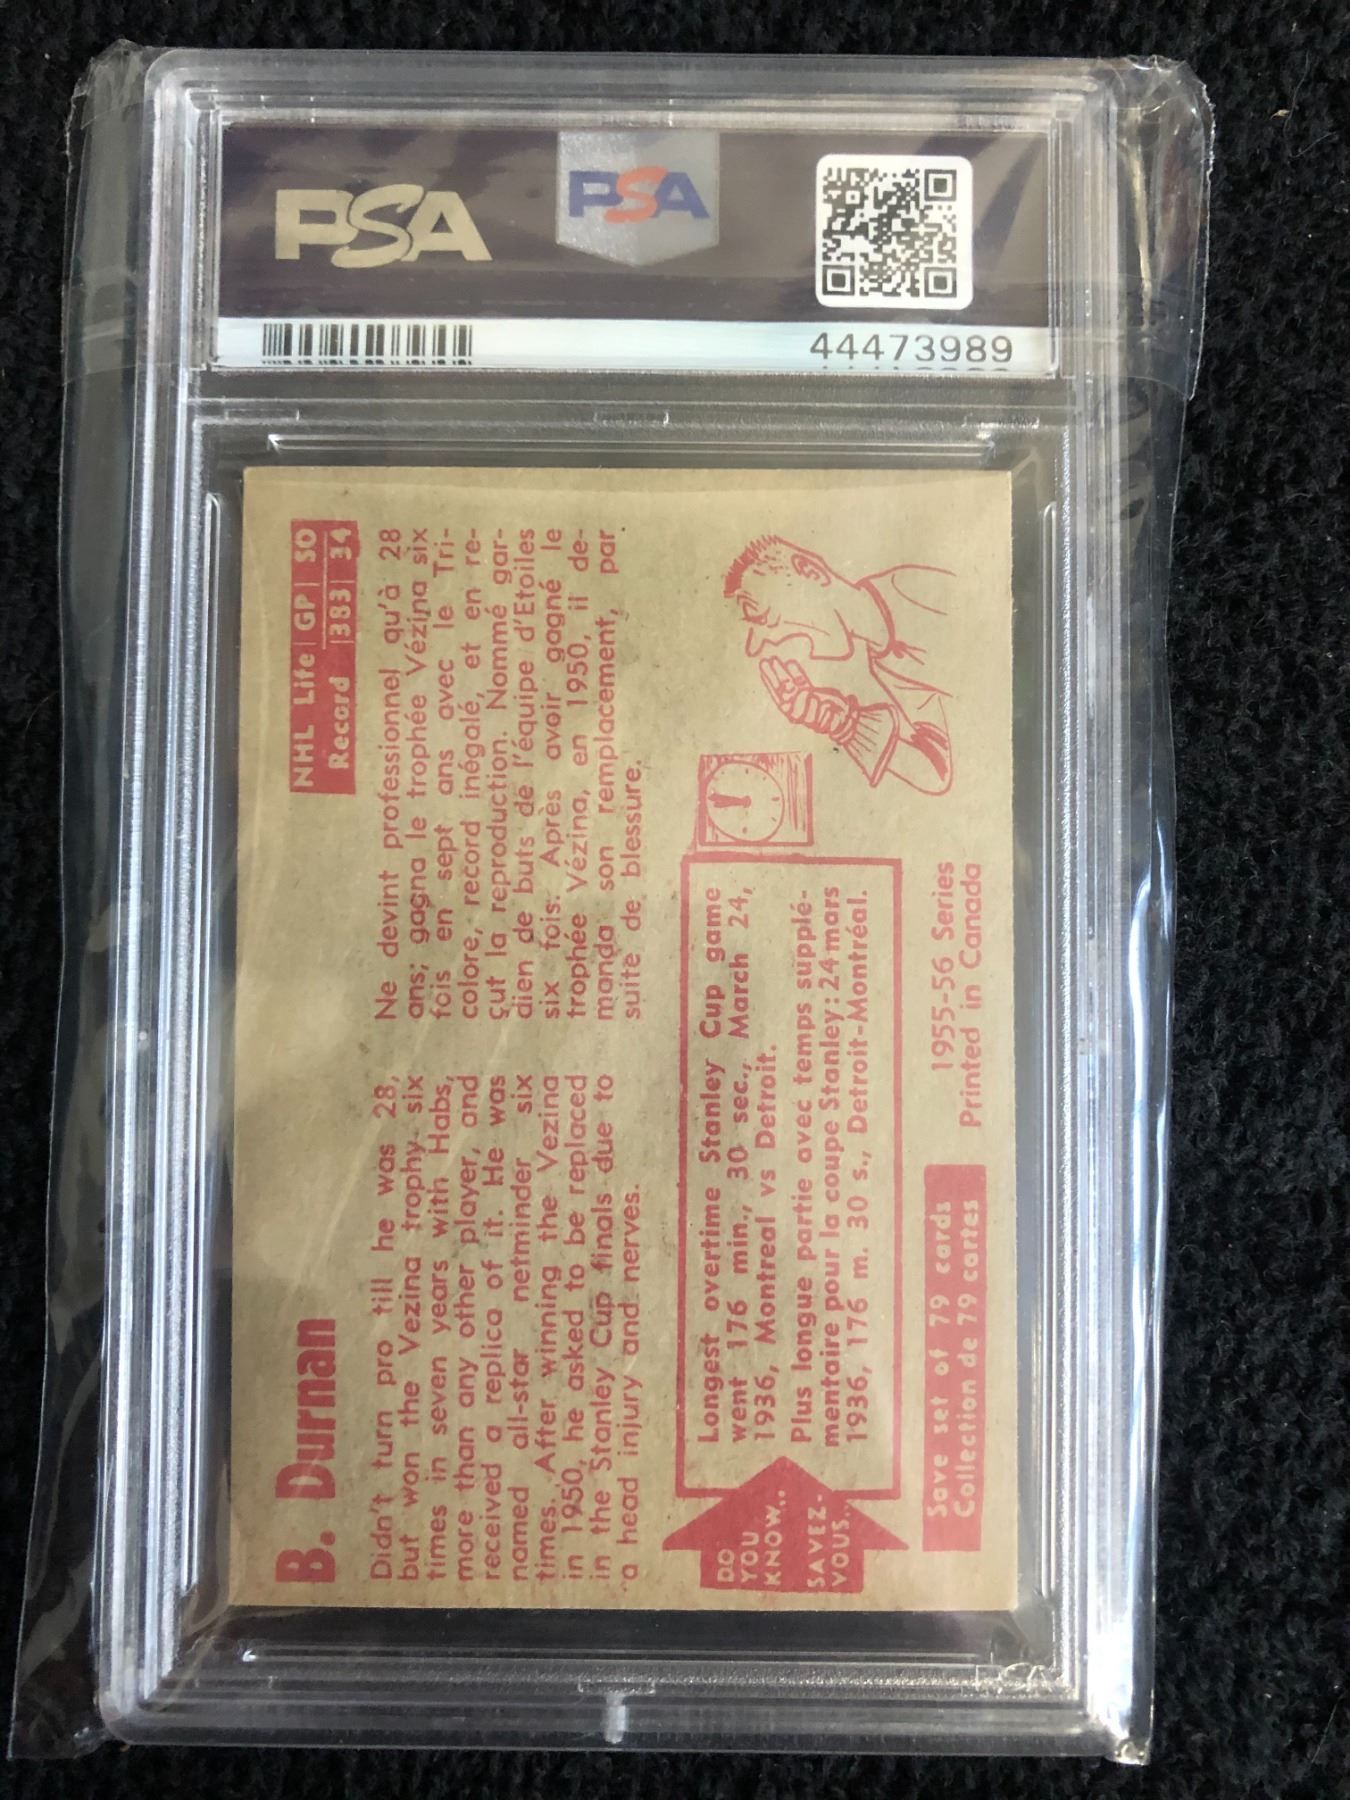 PSA
PSA
44473989
B. Durnan
NHL Life GP SO
Record 383 34
Didn't turn pro till he was 28,
but won the Vezina trophy six
times in seven years with Habs,
more than any other player, and
received a replica of it. He was
named all-star netminder six
times. After winning the Vezina
in 1950, he asked to be replaced
in the Stanley Cup finals due to
a head injury and nerves.
Ne devint professionnel qu'à 28
ans; gagna le trophée Vézina six
fois en sept ans avec le Tri-
colore, record inégalé, et en re-
çut la reproduction. Nommé gar-
dien de buts de l'équipe d'Etoiles
six fois. Après avoir gagné le
trophée Vézina, en 1950, il de-
manda son remplacement, par
suite de blessure.
DO
YOU
KNOW..
SAVEZ-
VOUS..
Longest overtime Stanley Cup game
went 176 min., 30 sec., March 24,
1936, Montreal vs Detroit.
Plus longue partie avec temps supplé-
mentaire pour la coupe Stanley: 24 mars
1936, 176 m. 30 s., Detroit-Montréal.
Save set of 79 cards
Collection de 79 cartes
1955-56 Series
Printed in Canada